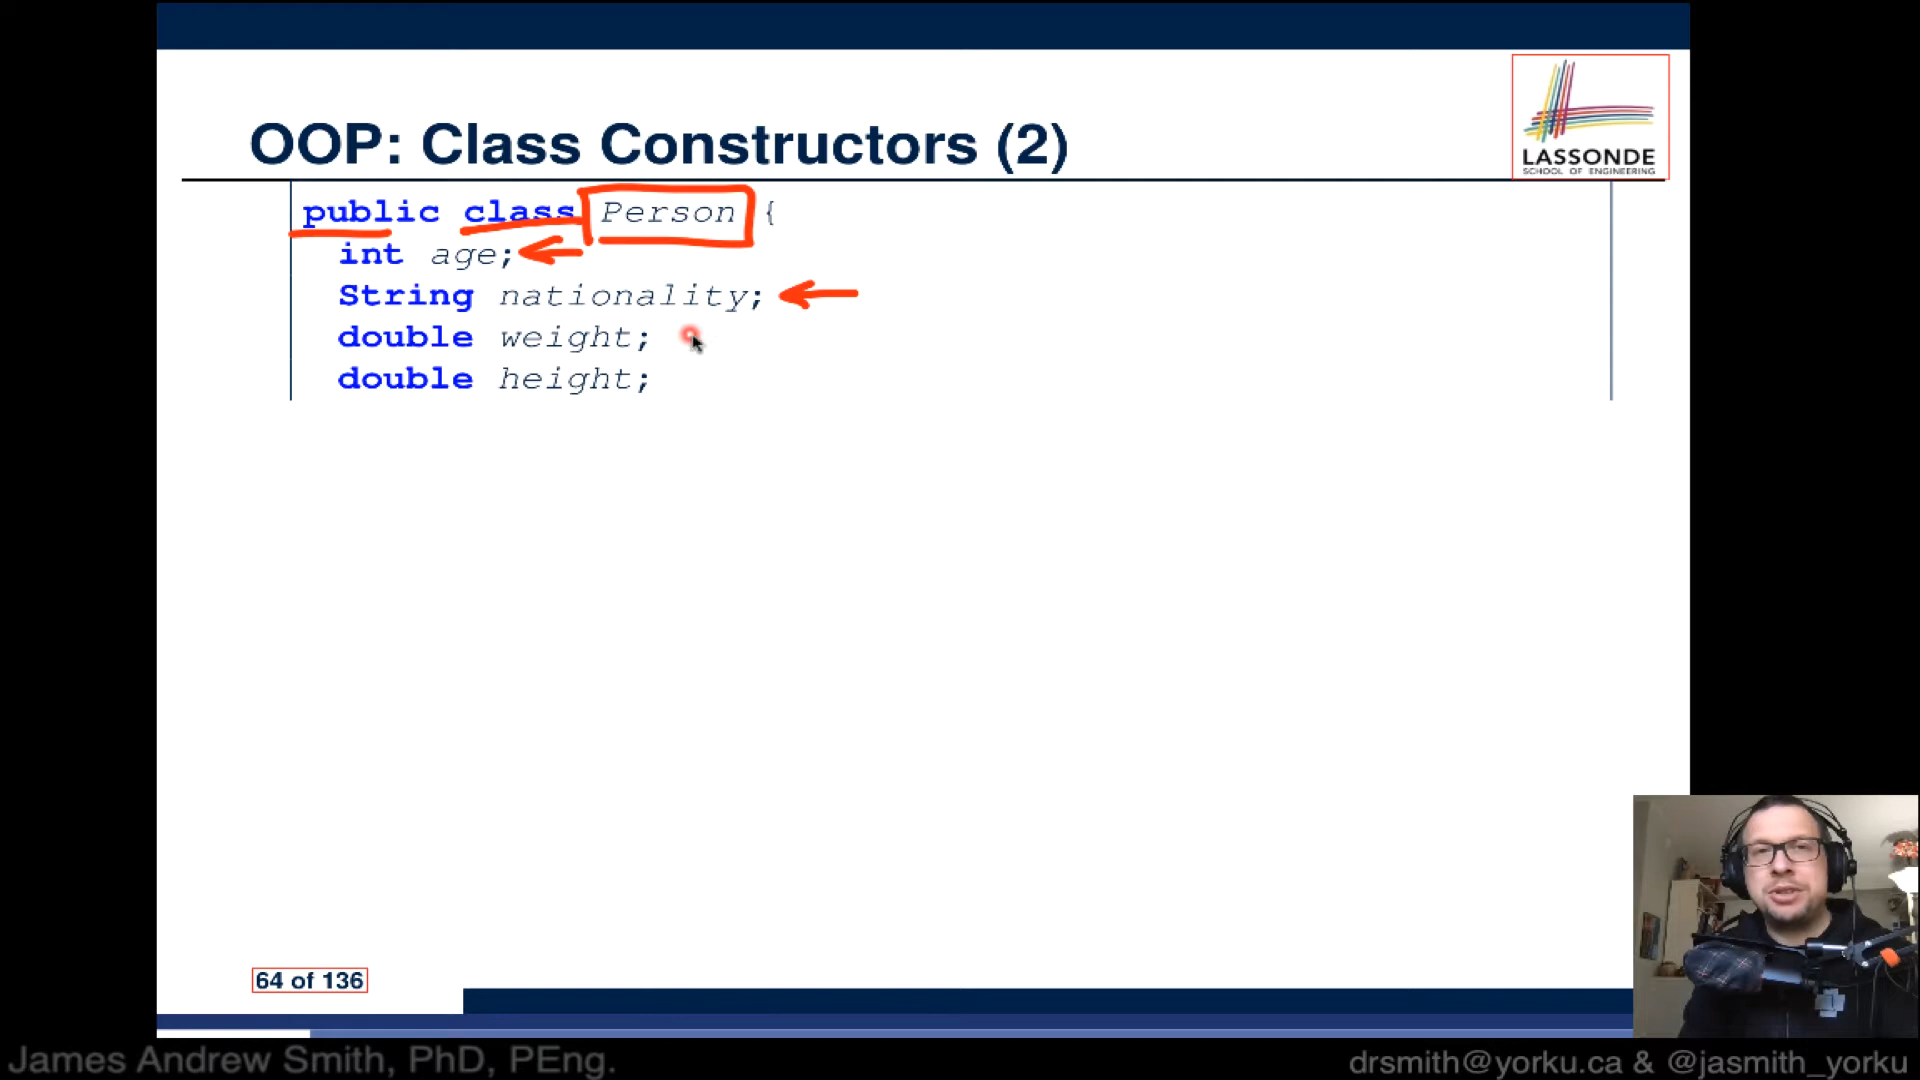 LASSONDE
SCHOOL OF ENGINEERING
OOP: Class Constructors (2)
public class Person {
int age;
String nationality;
double weight;
double height;
64 of 136
James Andrew Smith, PhD, PEng.
drsmith@yorku.ca & @jasmith_yorku